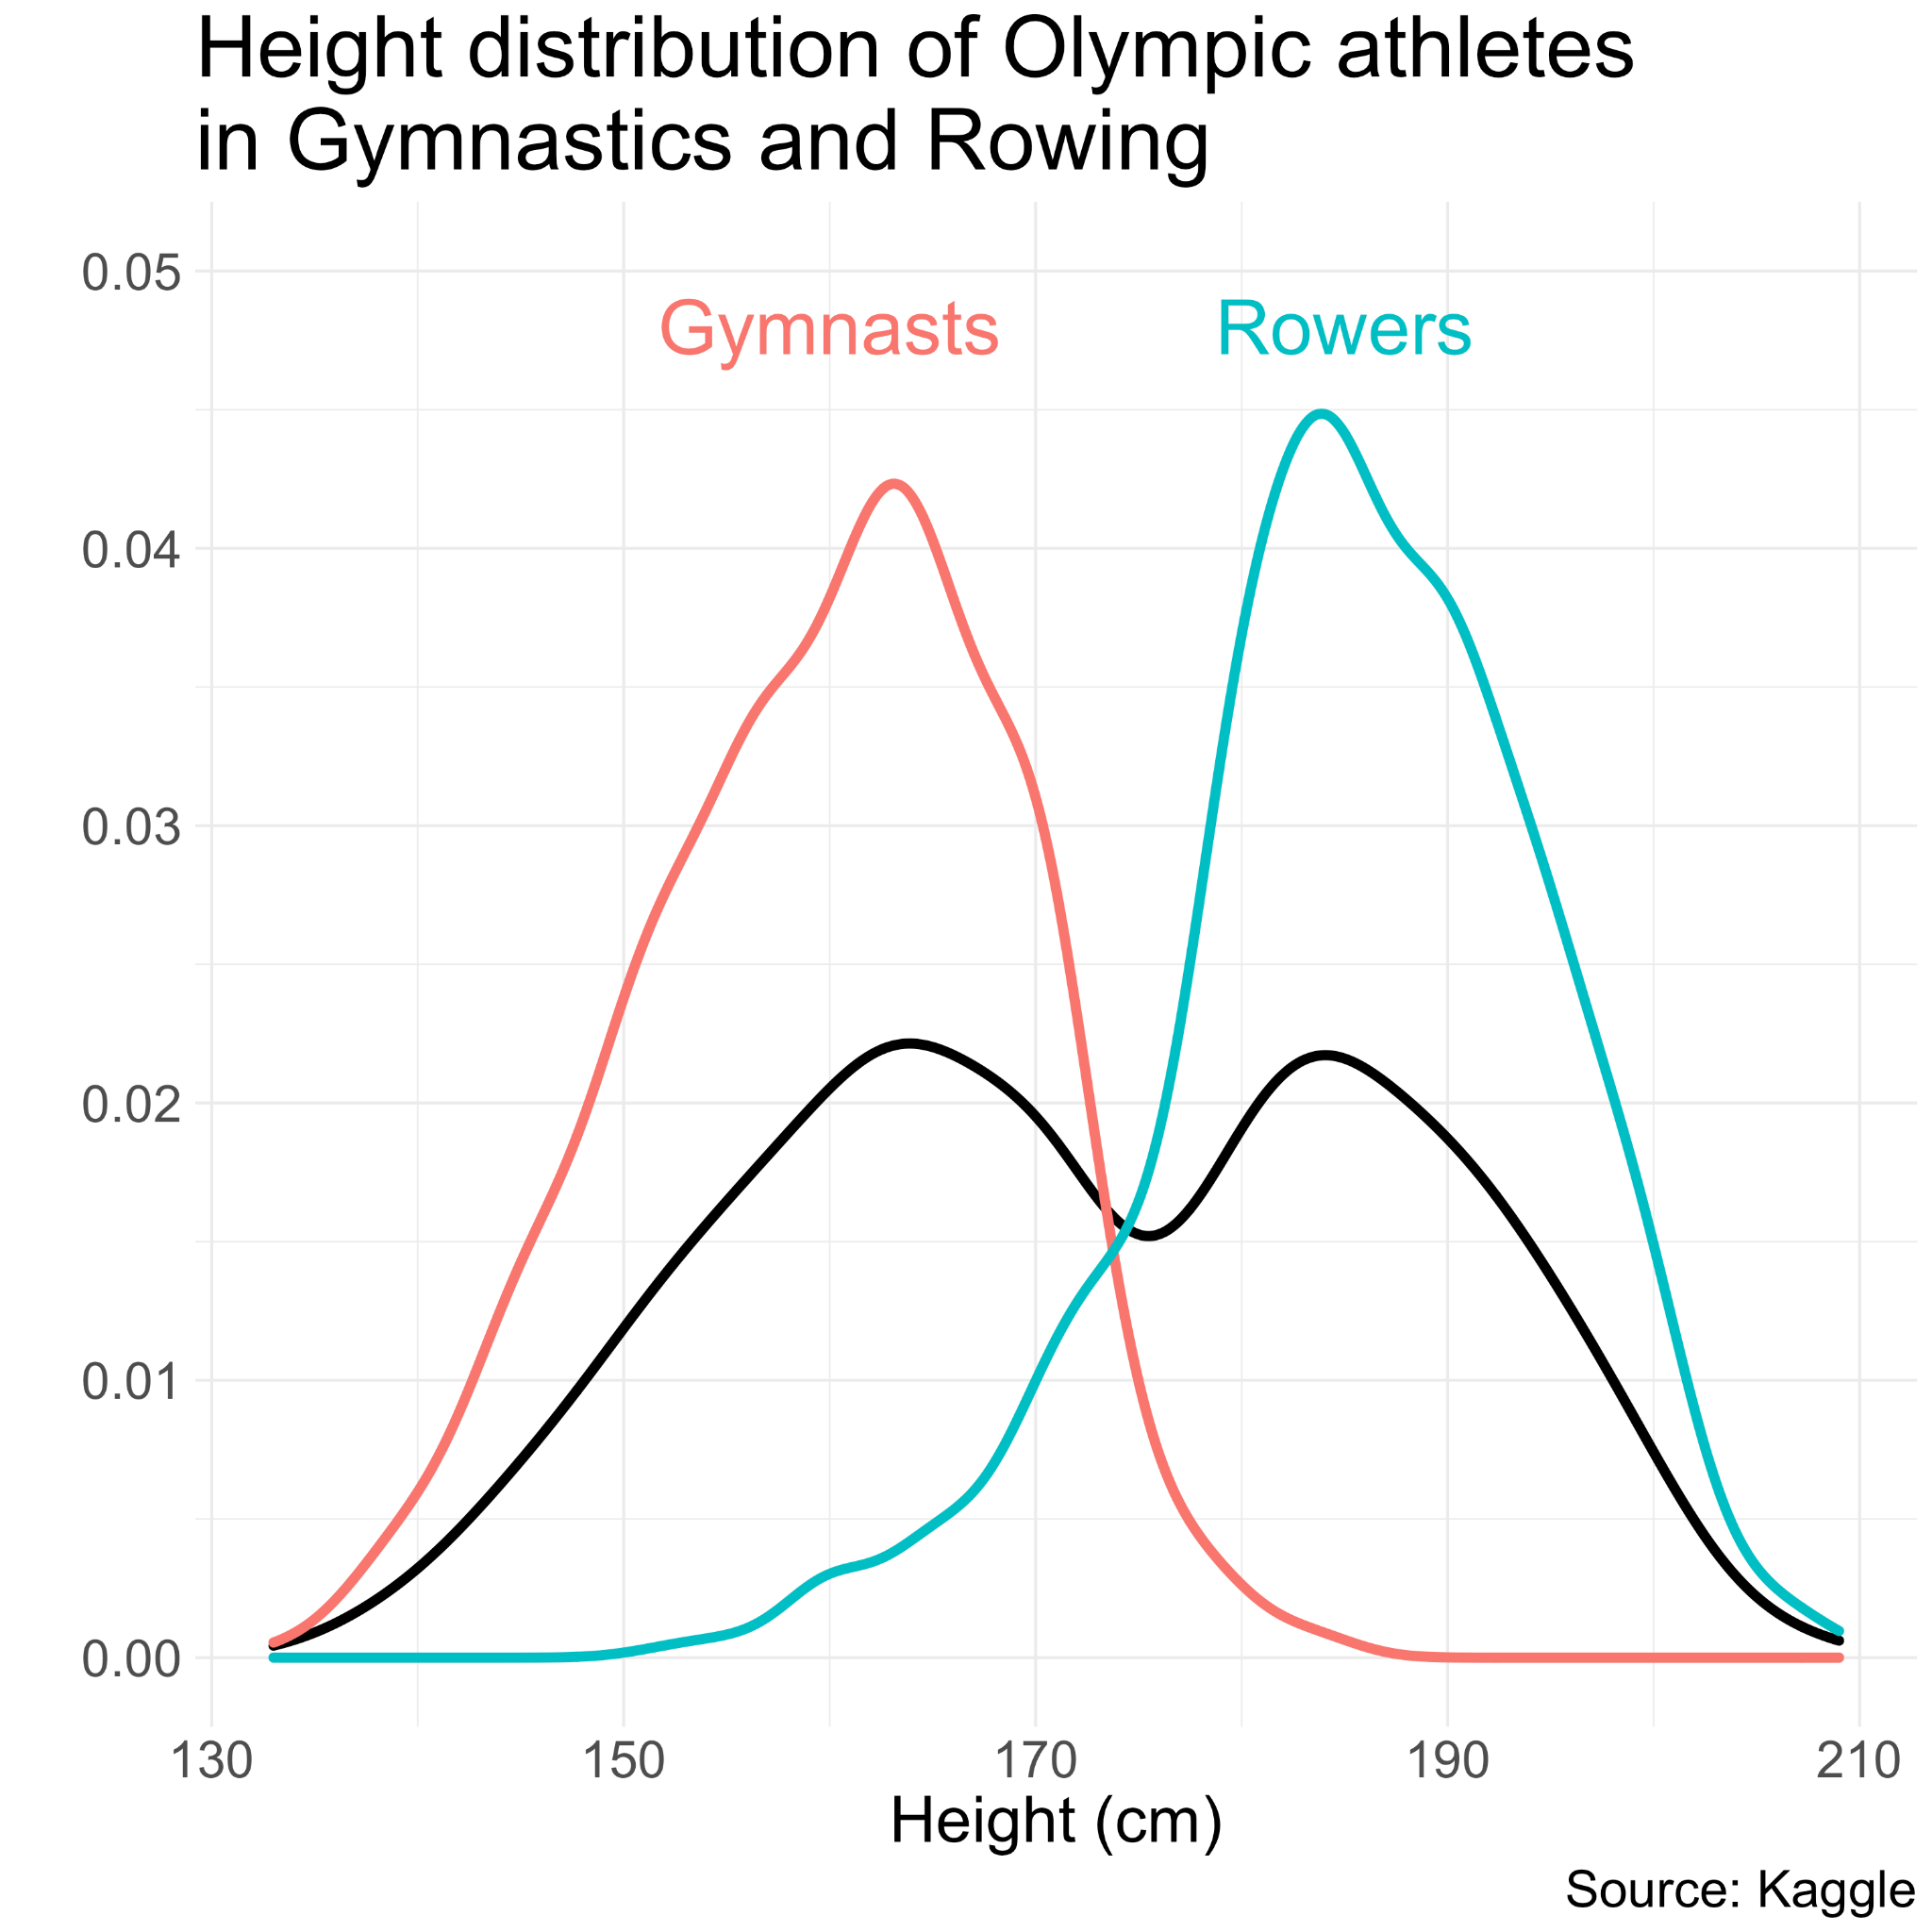 Height distribution of Olympic athletes
in Gymnastics and Rowing
0.05
Gymnasts
Rowers
0.04
0.03
0.02
0.01
0.00
130
150
170
190
210
Height (cm)
Source: Kaggle